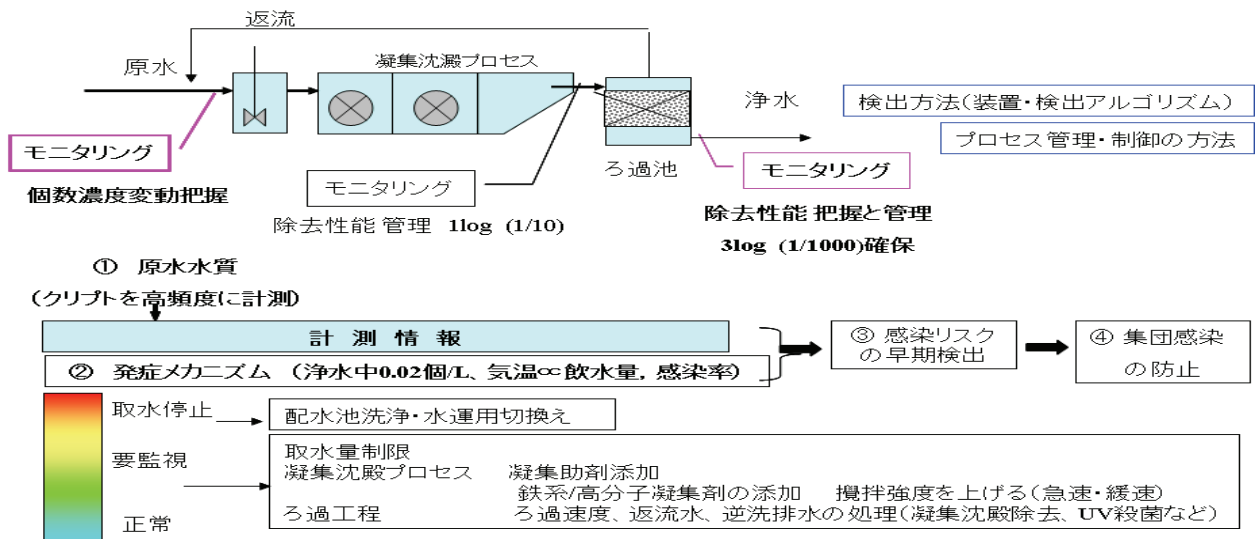 返流
原水
凝集沈澱プロセス
浄水
検出方法(装置・検出アルゴリズム)
プロセス管理・制御の方法
モニタリング
個数濃度変動把握
モニタリング
除去性能 管理 1log (1/10)
ろ過池
モニタリング
除去性能 把握と管理
3log (1/1000)確保
① 原水水質
(クリプトを高頻度に計測)
計 測 情 報
② 発症メカニズム (浄水中0.02個/L、気温∝飲水量, 感染率)
③ 感染リスク
の早期検出
④ 集団感染
の防止
取水停止
配水池洗浄・水運用切換え
要監視
正常
取水量制限
凝集沈殿プロセス 凝集助剤添加
鉄系/高分子凝集剤の添加 攪拌強度を上げる(急速・緩速)
ろ過工程 ろ過速度、返流水、逆洗排水の処理(凝集沈殿除去、UV殺菌など)